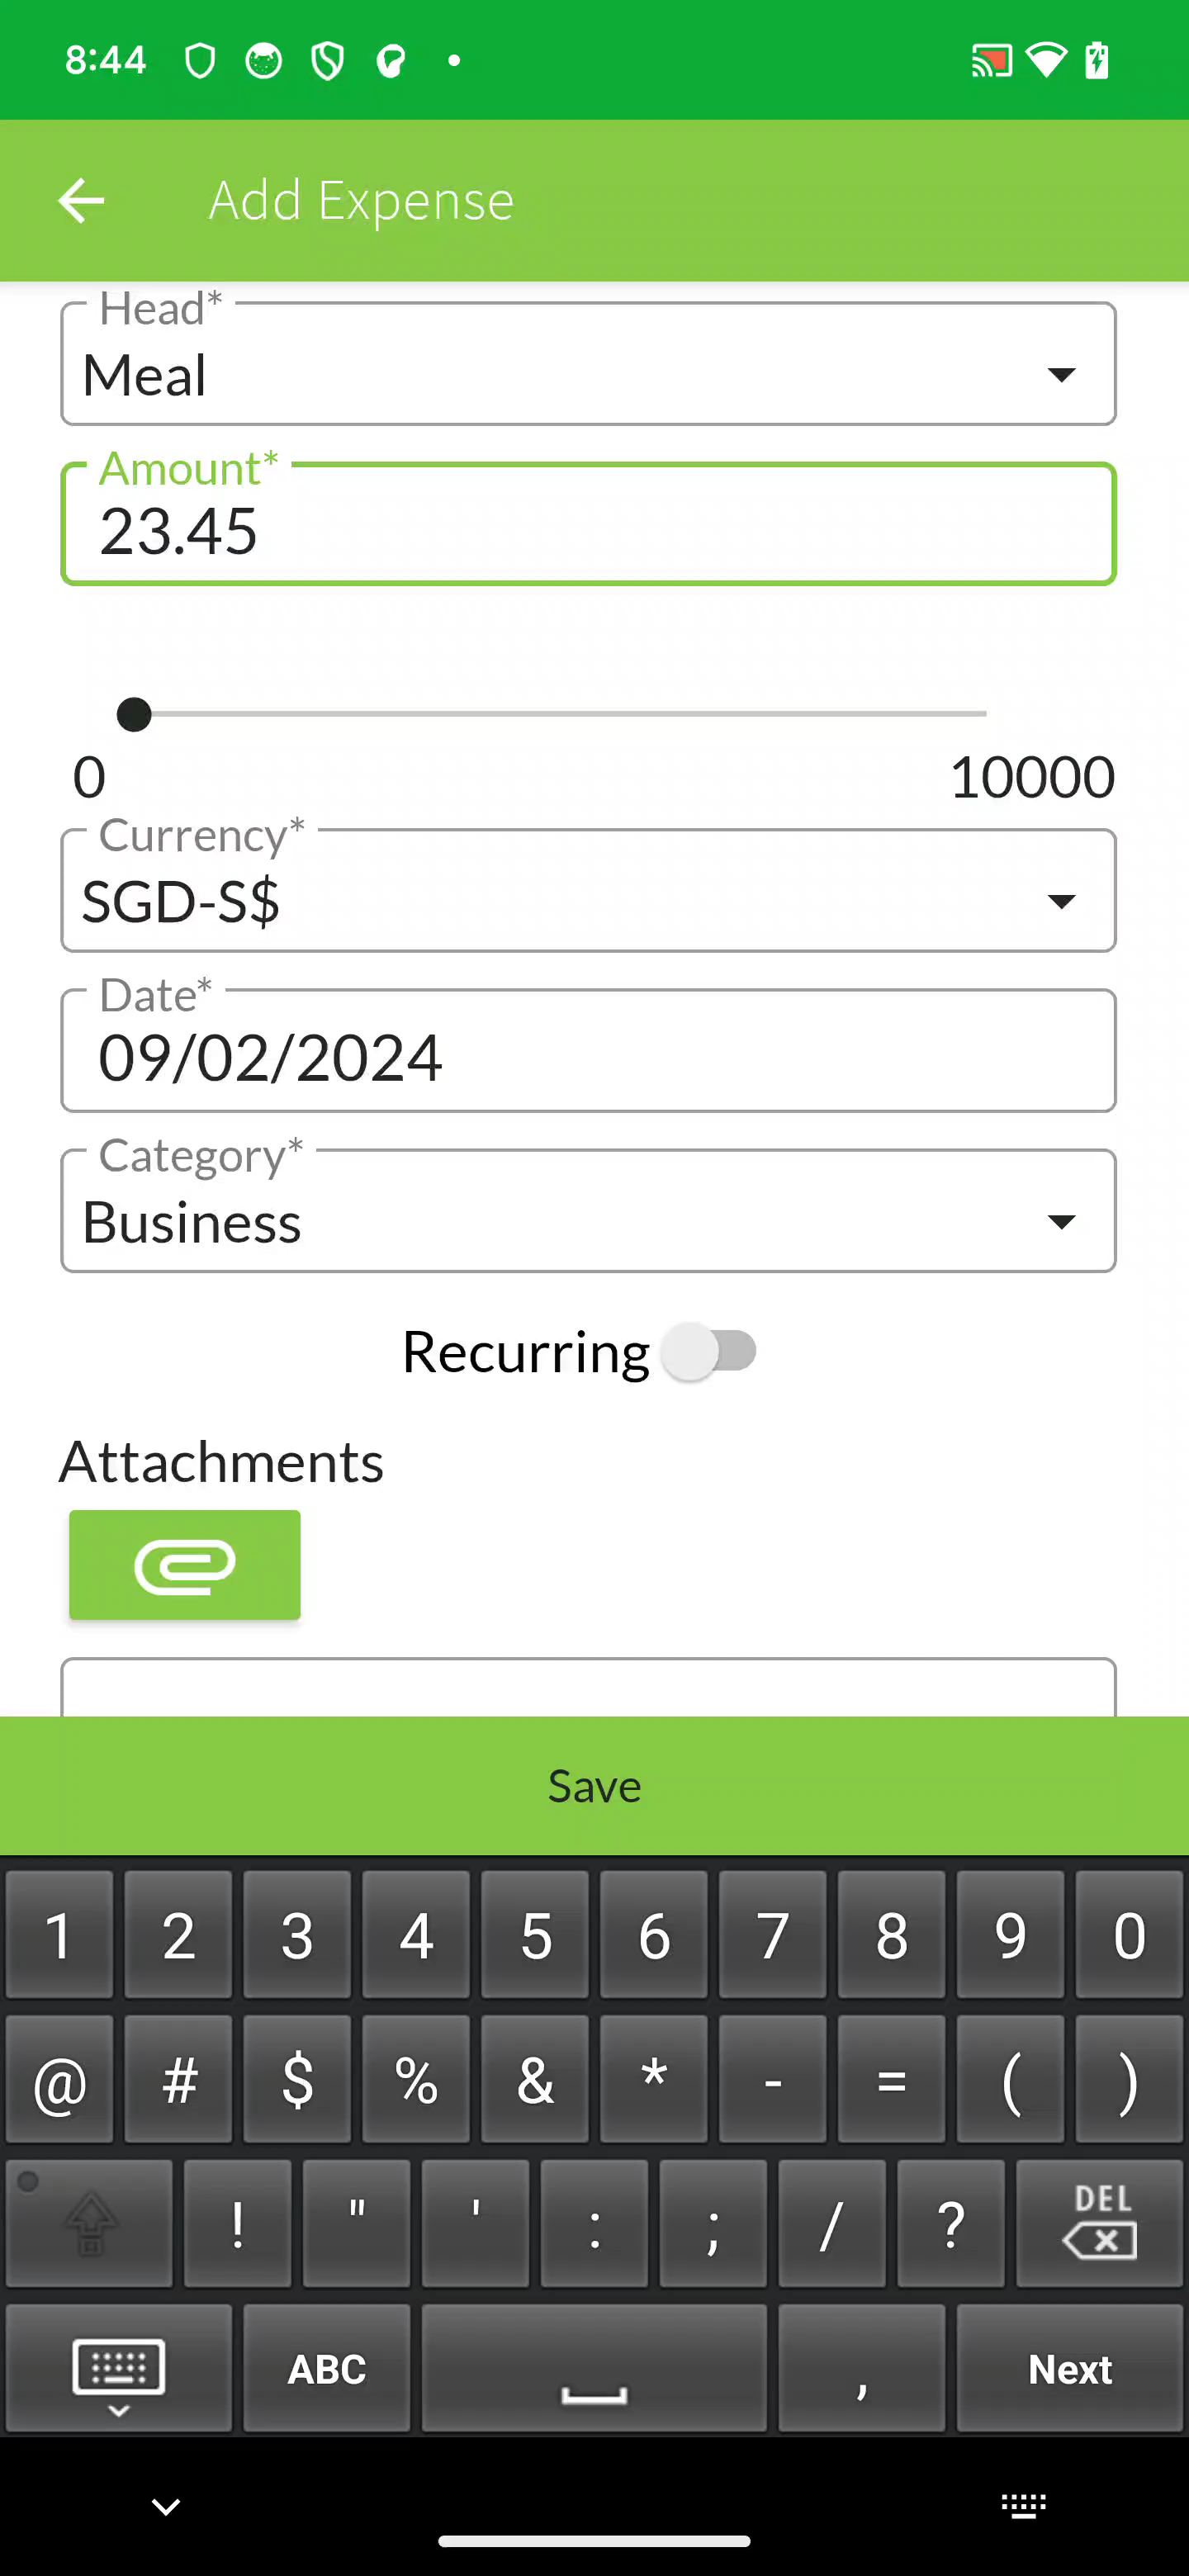 8:44
Add Expense
Head*
Meal
Amount*
23.45
0 10000
Currency*
SGD-S$
Date*
09/02/2024
Category*
Business
Recurring
Attachments
Save
1 2 3 4 5 6 7 8 9 0
@ # $ % & * - = ( )
! " ' : ; / ? DEL
ABC , Next